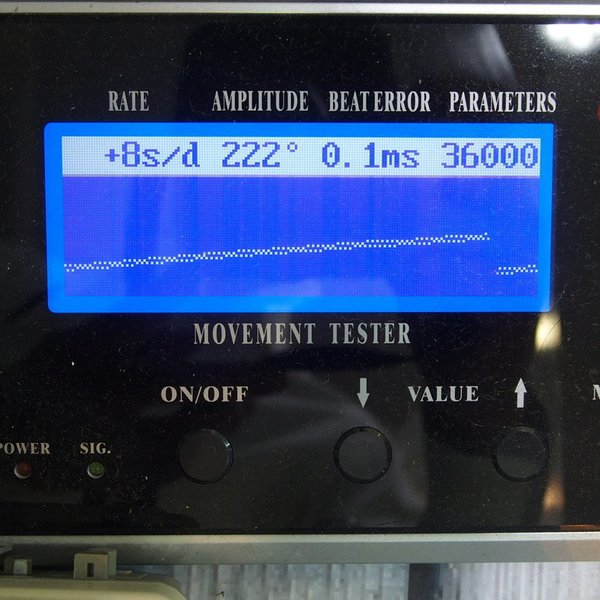 RATE AMPLITUDE BEAT ERROR PARAMETERS
+8s/d 222° 0.1ms 36000
MOVEMENT TESTER
ON/OFF VALUE
POWER SIG.